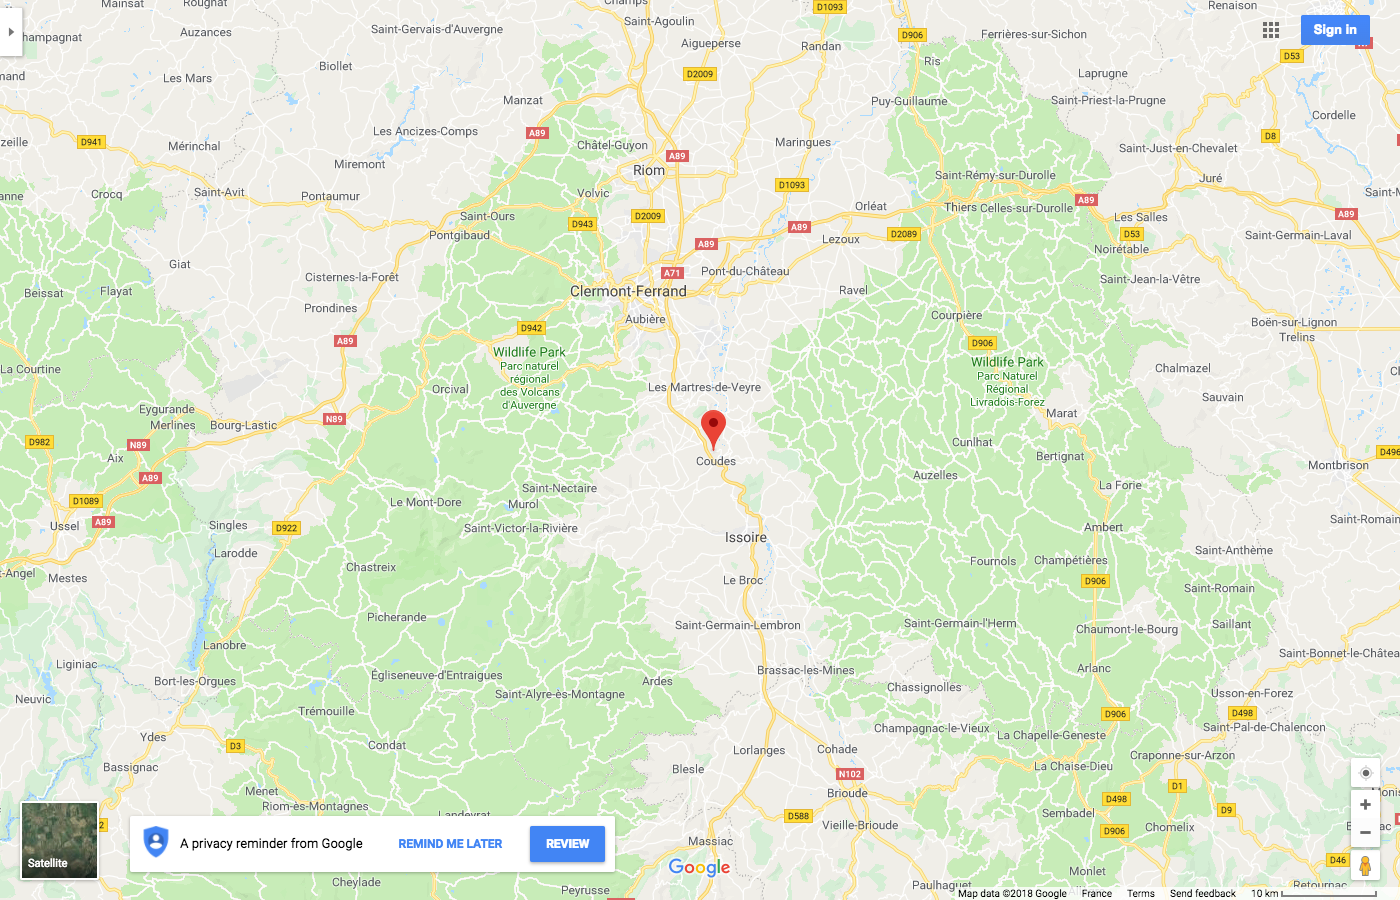 Mainsat
Rougnat
Champs
D1093
Renaison
hampagnat
Auzances
Saint-Gervais-d'Auvergne
Saint-Agoulin
Aigueperse
Randan
D906
Ferrières-sur-Sichon
Sign in
D53
mand
Les Mars
Biollet
D2009
Ris
Laprugne
Manzat
Puy-Guillaume
Saint-Priest-la-Prugne
Cordelle
zeille
D941
Mérinchal
Les Ancizes-Comps
A89
Châtel-Guyon
Maringues
D8
Saint-Just-en-Chevalet
Miremont
A89
Riom
Saint-Rémy-sur-Durolle
Juré
anne
Crocq
Saint-Avit
Pontaumur
Volvic
D1093
Orléat
Thiers
Celles-sur-Durolle
A89
Saint-Ours
D943
D2009
A89
D2089
Les Salles
A89
Pontgibaud
A89
Lezoux
D53
Noirétable
Saint-Germain-Laval
Giat
Cisternes-la-Forêt
A71
Pont-du-Château
Saint-Jean-la-Vêtre
Beissat
Flayat
Prondines
Clermont-Ferrand
Ravel
Aubière
Courpière
Boën-sur-Lignon
Trelins
D942
A89
D906
La Courtine
Wildlife Park
Parc naturel
régional
des Volcans
d'Auvergne
Wildlife Park
Parc Naturel
Régional
Livradois-Forez
Chalmazel
Orcival
Les Martres-de-Veyre
Sauvain
Eygurande
Merlines
Bourg-Lastic
N89
Marat
D982
N89
Cunlhat
Bertignat
D496
Aix
A89
Coudes
Auzelles
Montbrison
D1089
Le Mont-Dore
Saint-Nectaire
Murol
La Forie
Ussel
A89
Singles
D922
Saint-Victor-la-Rivière
Issoire
Ambert
Saint-Romain
Larodde
Saint-Anthème
-Angel
Mestes
Chastreix
Le Broc
Fournols
Champétières
D906
Saint-Romain
Picherande
Saint-Germain-Lembron
Saint-Germain-l'Herm
Chaumont-le-Bourg
Saillant
Lanobre
Liginiac
Saint-Bonnet-le-Châtea
Neuvic
Bort-les-Orgues
Égliseneuve-d'Entraigues
Ardes
Brassac-les-Mines
Arlanc
Saint-Alyre-ès-Montagne
Chassignolles
Usson-en-Forez
Trémouille
D906
D498
Ydes
D3
Condat
Champagnac-le-Vieux
La Chapelle-Geneste
Saint-Pal-de-Chalencon
Bassignac
Lorlanges
Cohade
Craponne-sur-Arzon
Blesle
N102
La Chaise-Dieu
Menet
Brioude
D1
Riom-ès-Montagnes
D498
D9
Landeyrat
D588
Vieille-Brioude
Sembadel
D906
Chomelix
Satellite
A privacy reminder from Google
REMIND ME LATER
REVIEW
Massiac
Google
D46
Cheylade
Peyrusse
Monlet
Paulhaguet
Retournac
Map data ©2018 Google
France
Terms
Send feedback
10 km